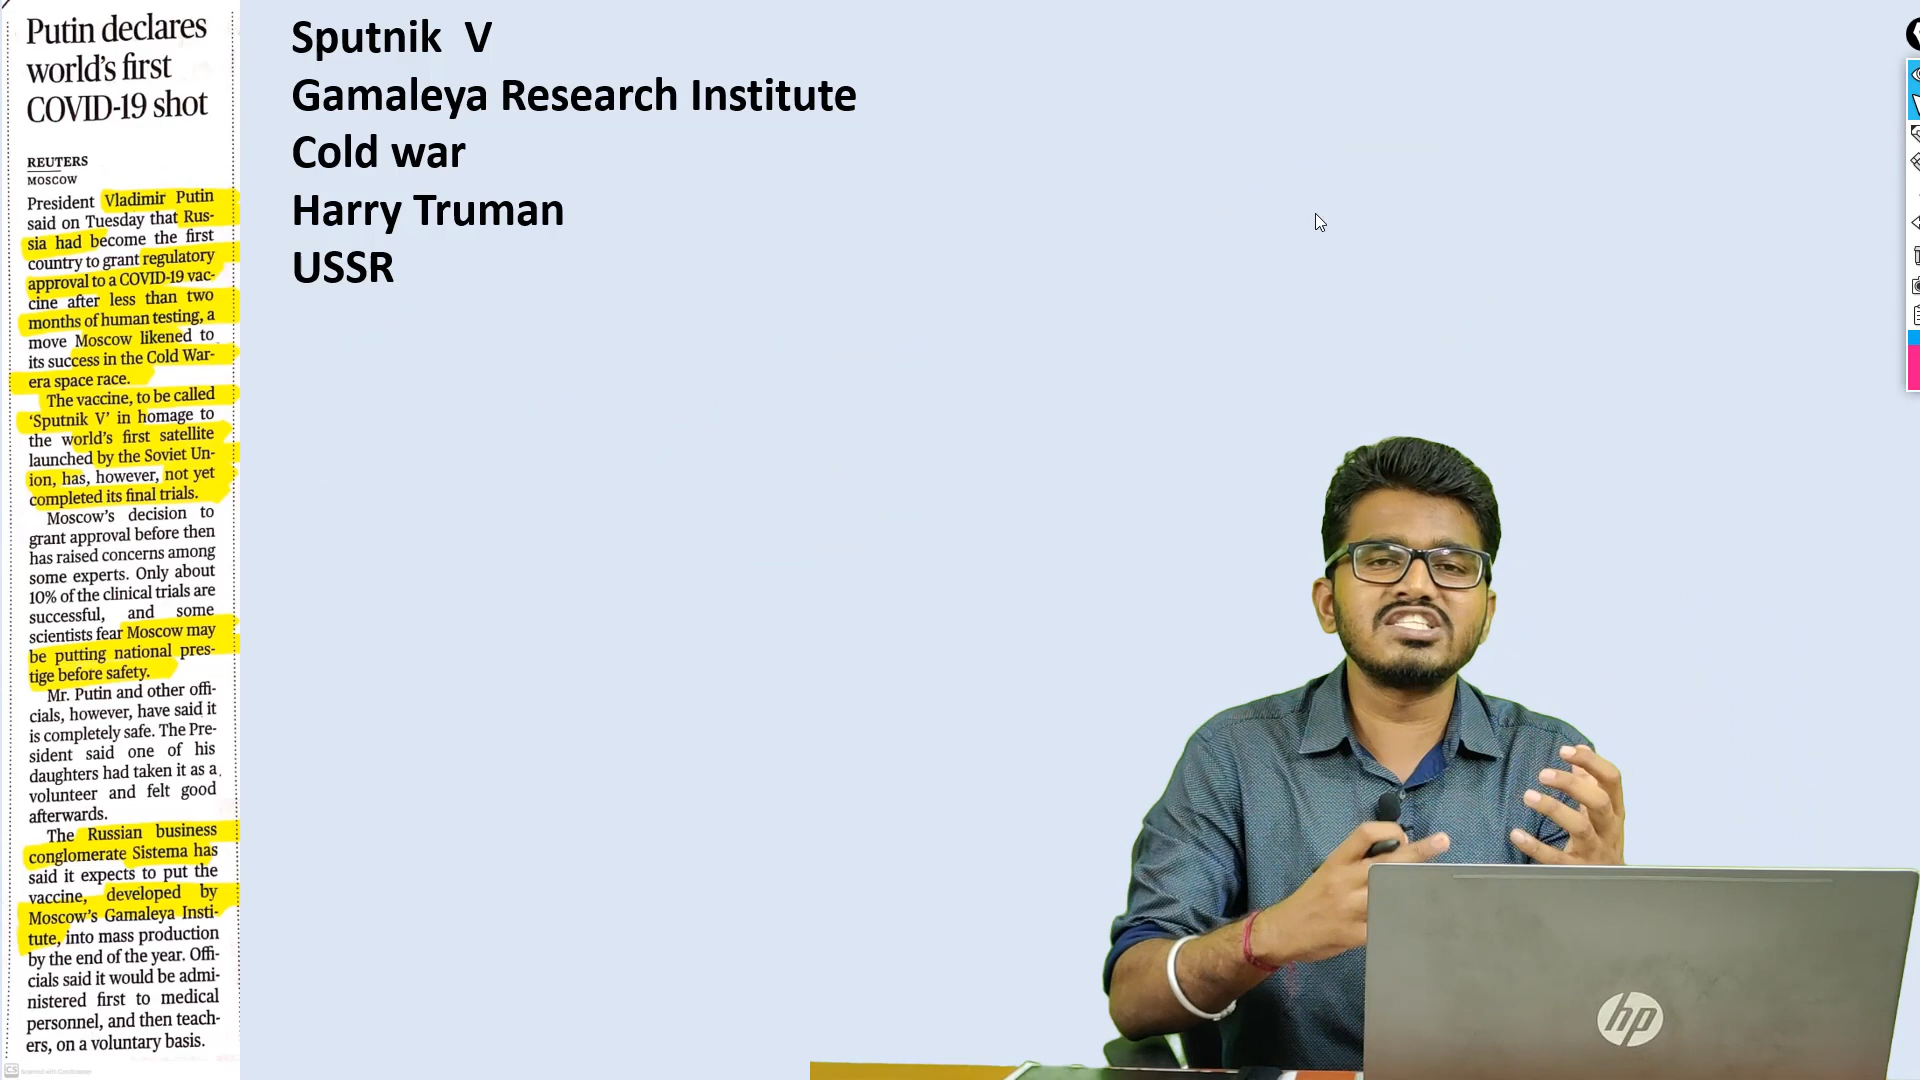 Putin declares
world's first
COVID-19 shot
REUTERS
MOSCOW
President Vladimir Putin
said on Tuesday that Rus-
sia had become the first
country to grant regulatory
approval to a COVID-19 vac-
cine after less than two
months of human testing, a
move Moscow likened to
its success in the Cold War-
era space race.
The vaccine, to be called
'Sputnik V' in homage to
the world's first satellite
launched by the Soviet Un-
ion, has, however, not yet
completed its final trials.
Moscow's decision to
grant approval before then
has raised concerns among
some experts. Only about
10% of the clinical trials are
successful, and some
scientists fear Moscow may
be putting national pres-
tige before safety.
Mr. Putin and other offi-
cials, however, have said it
is completely safe. The Pre-
sident said one of his
daughters had taken it as a
volunteer and felt good
afterwards.
The Russian business
conglomerate Sistema has
said it expects to put the
vaccine, developed by
Moscow's Gamaleya Insti-
tute, into mass production
by the end of the year. Offi-
cials said it would be admi-
nistered first to medical
personnel, and then teach-
ers, on a voluntary basis.
CS Scanned with CamScanner
Sputnik V
Gamaleya Research Institute
Cold war
Harry Truman
USSR
hp